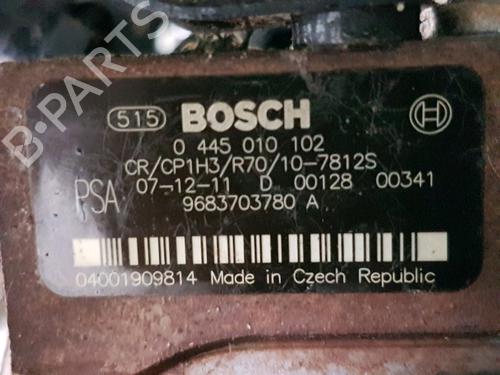 B-PARTS
515 BOSCH
0 445 010 102
CR/CP1H3/R70/10-7812S
PSA 07-12-11 D 00128 00341
9683703780 A
04001909814 Made in Czech Republic